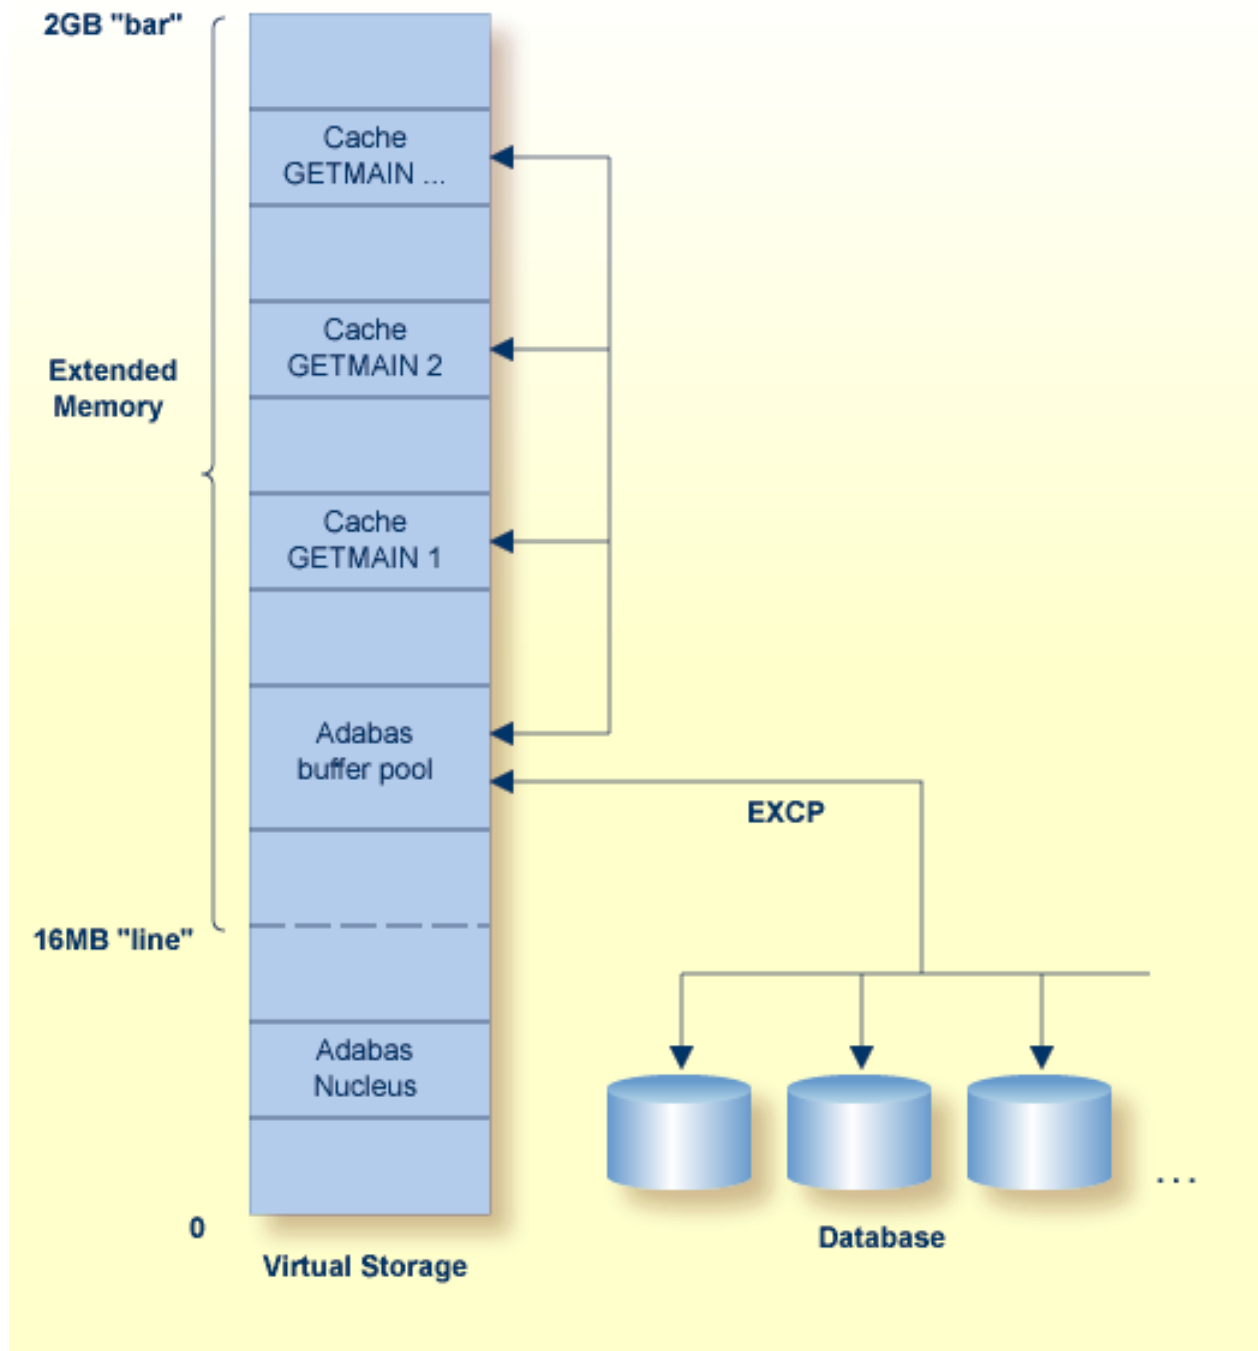 2GB "bar"
Cache
GETMAIN ...
Cache
GETMAIN 2
Extended
Memory
Cache
GETMAIN 1
Adabas
buffer pool
EXCP
16MB "line"
Adabas
Nucleus
. . .
0
Database
Virtual Storage